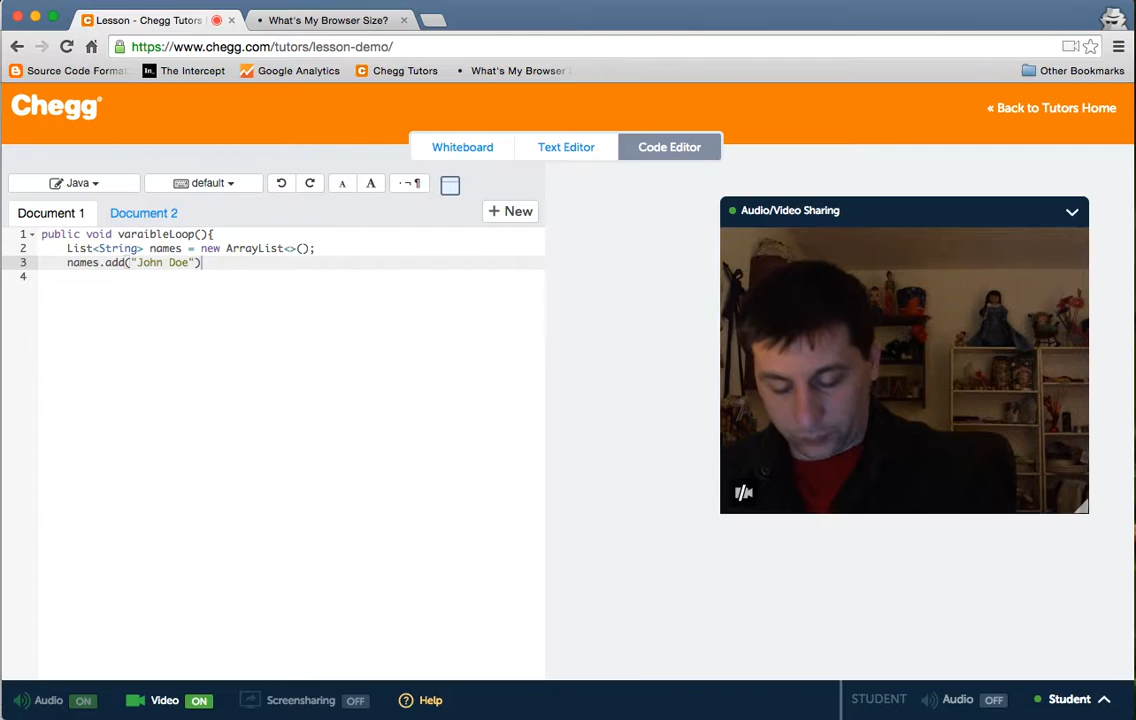 Lesson - Chegg Tutors
• What's My Browser Size?
https://www.chegg.com/tutors/lesson-demo/
Source Code Forma
In_ The Intercept
Google Analytics
Chegg Tutors
• What's My Browser
Other Bookmarks
Chegg®
« Back to Tutors Home
Whiteboard
Text Editor
Code Editor
Java
default
A
A
Document 1
Document 2
+ New
1 public void varaibleLoop(){
2 List<String> names = new ArrayList<>();
3 names.add("John Doe")
4
Audio/Video Sharing
Audio ON
Video ON
Screensharing OFF
? Help
STUDENT
Audio OFF
Student